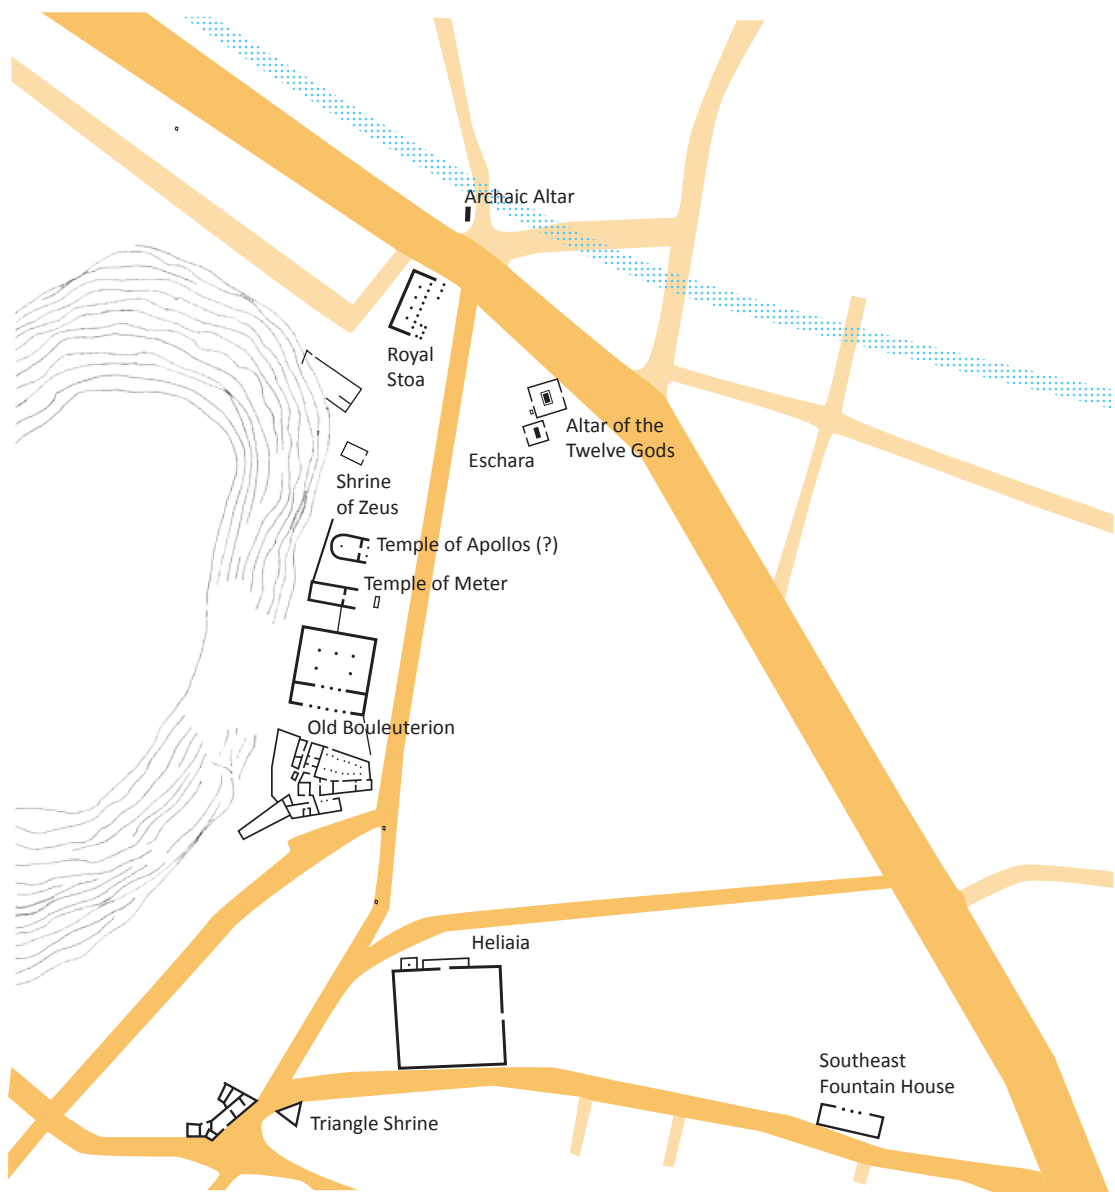 Archaic Altar
Royal
Stoa
Altar of the
Twelve Gods
Eschara
Shrine
of Zeus
Temple of Apollos (?)
Temple of Meter
Old Bouleuterion
Heliaia
Southeast
Fountain House
Triangle Shrine